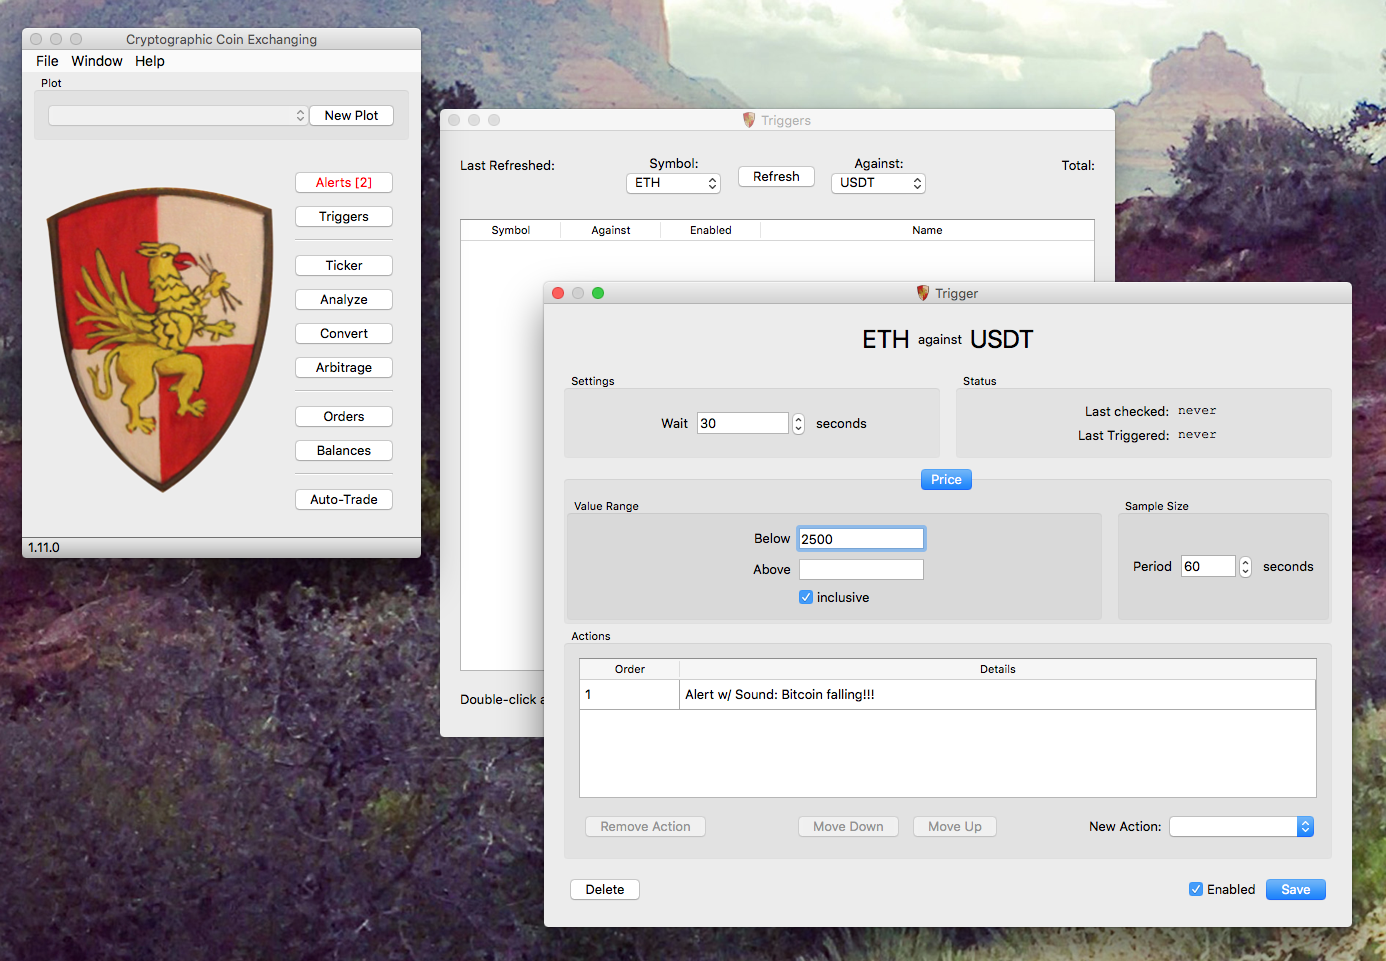 Cryptographic Coin Exchanging
File Window Help
Plot
New Plot
Alerts [2]
Triggers
Ticker
Analyze
Convert
Arbitrage
Orders
Balances
Auto-Trade
1.11.0
Triggers
Last Refreshed:
Symbol:
ETH
Refresh
Against:
USDT
Total:
Symbol Against Enabled Name
Double-click a
Trigger
ETH against USDT
Settings
Wait 30 seconds
Status
Last checked: never
Last Triggered: never
Price
Value Range
Below 2500
Above
inclusive
Sample Size
Period 60 seconds
Actions
Order Details
1 Alert w/ Sound: Bitcoin falling!!!
Remove Action Move Down Move Up New Action:
Delete Enabled Save